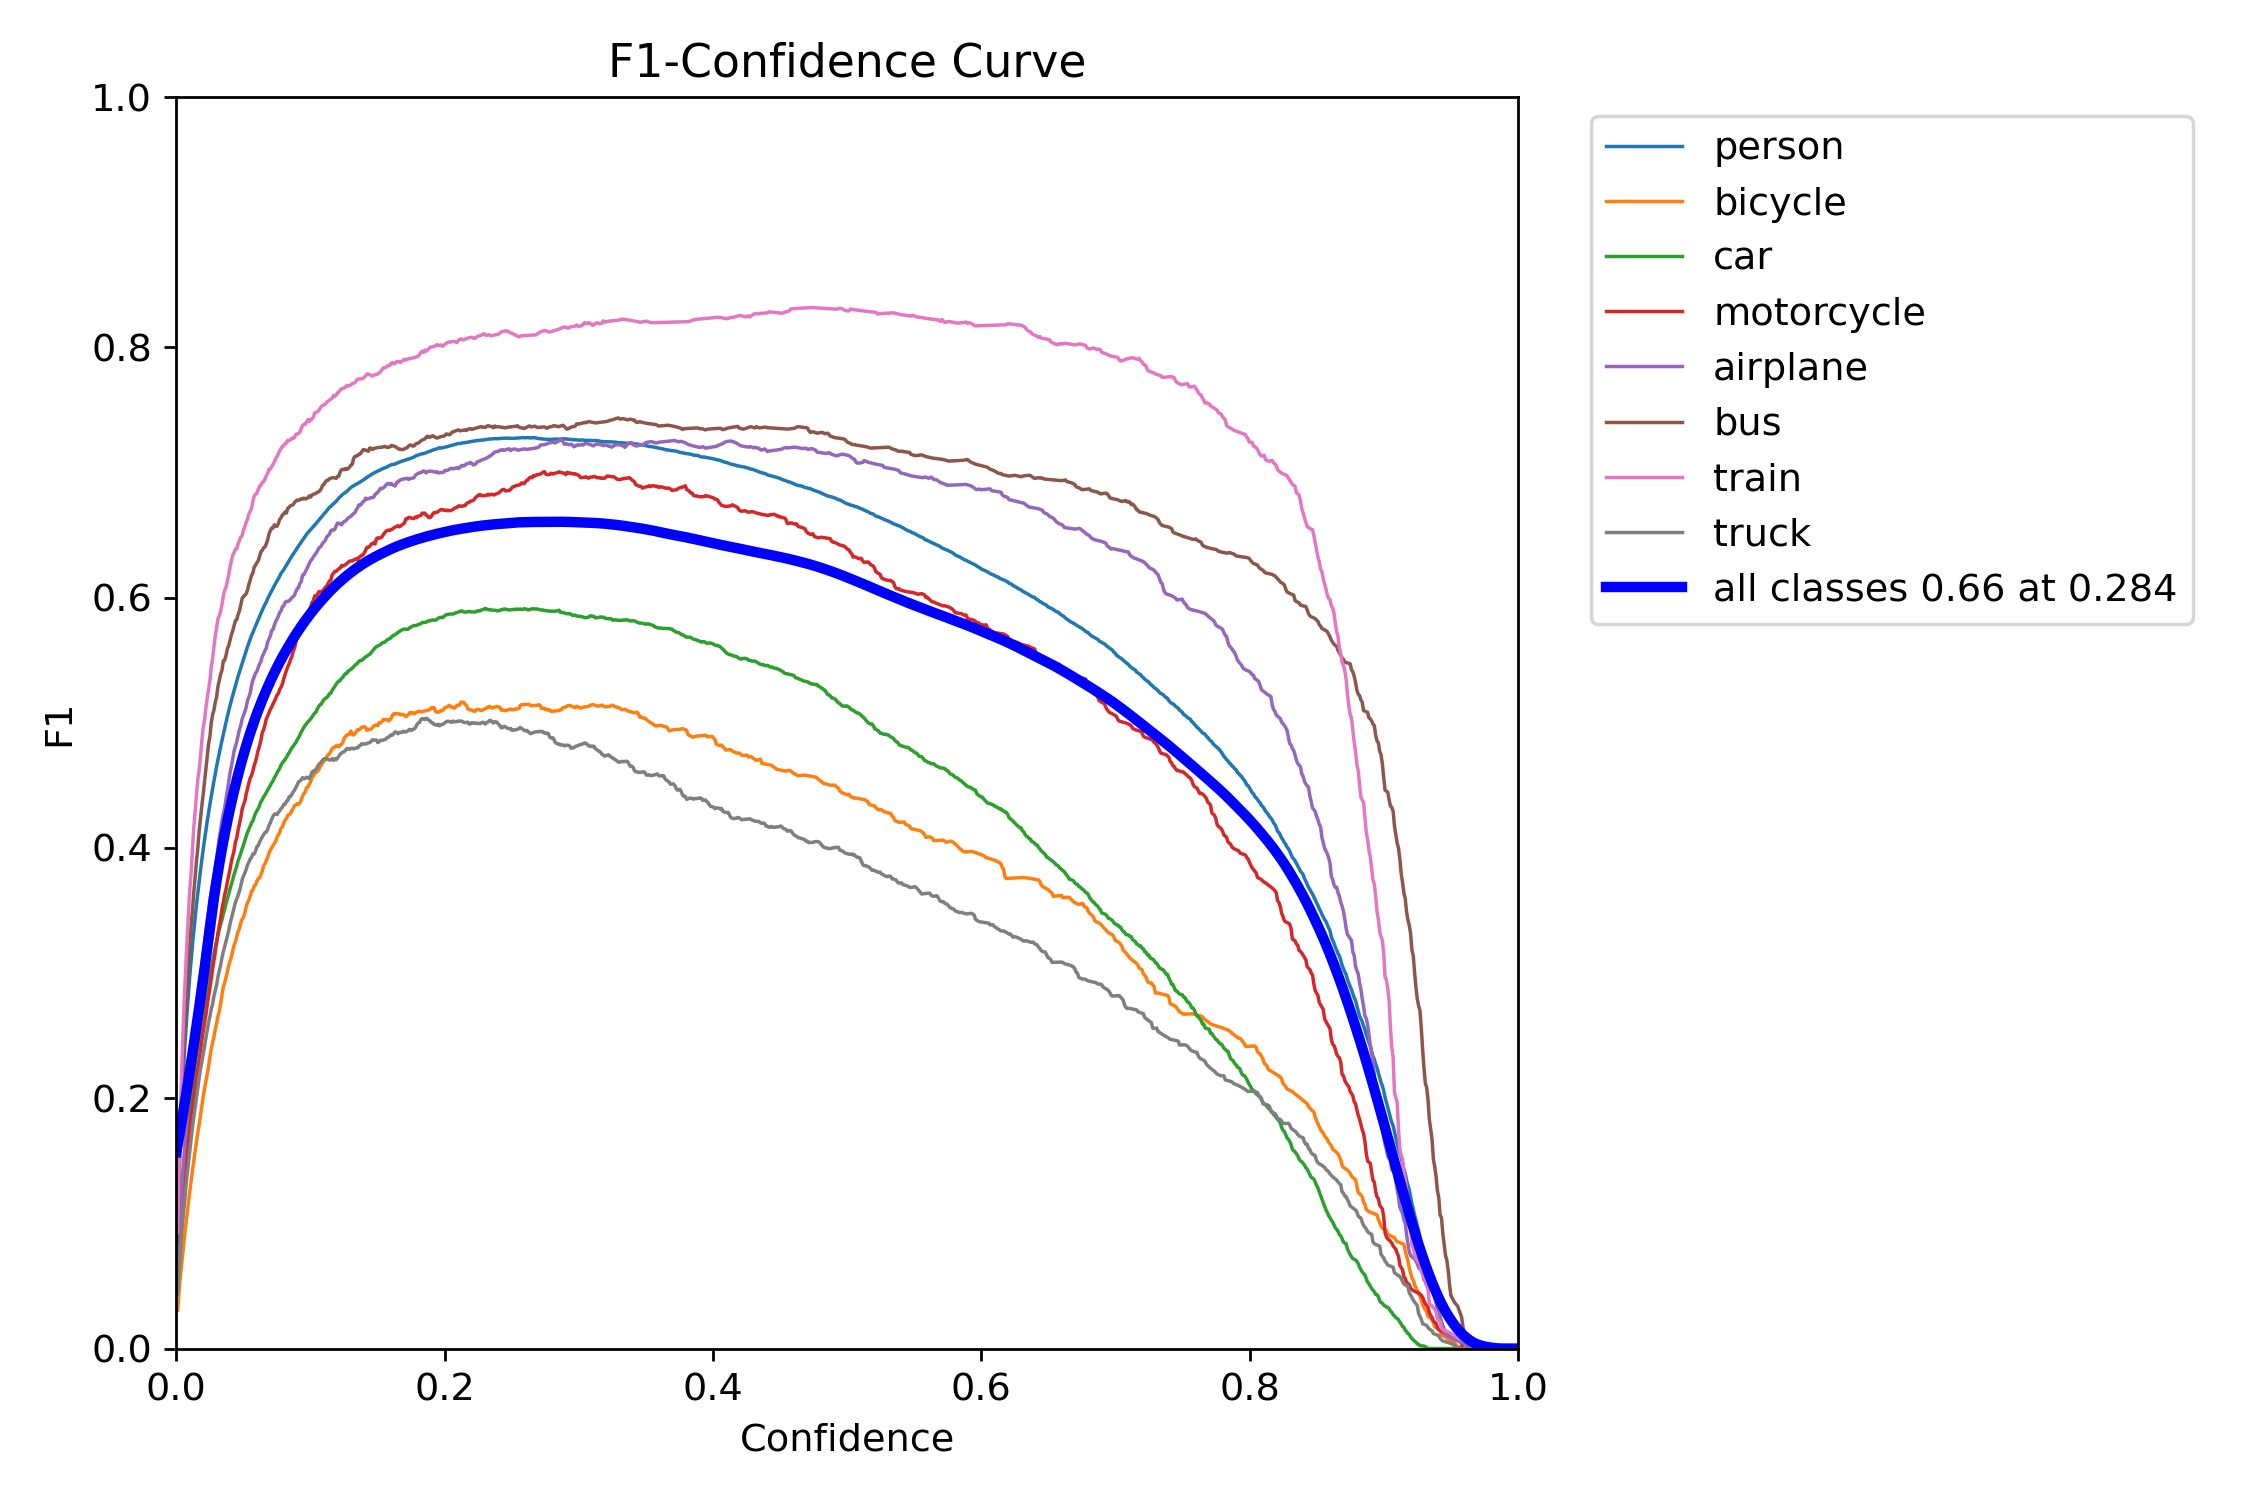 F1-Confidence Curve
1.0
0.8
0.6
0.4
0.2
0.0
F1
0.0 0.2 0.4 0.6 0.8 1.0
Confidence
person
bicycle
car
motorcycle
airplane
bus
train
truck
all classes 0.66 at 0.284